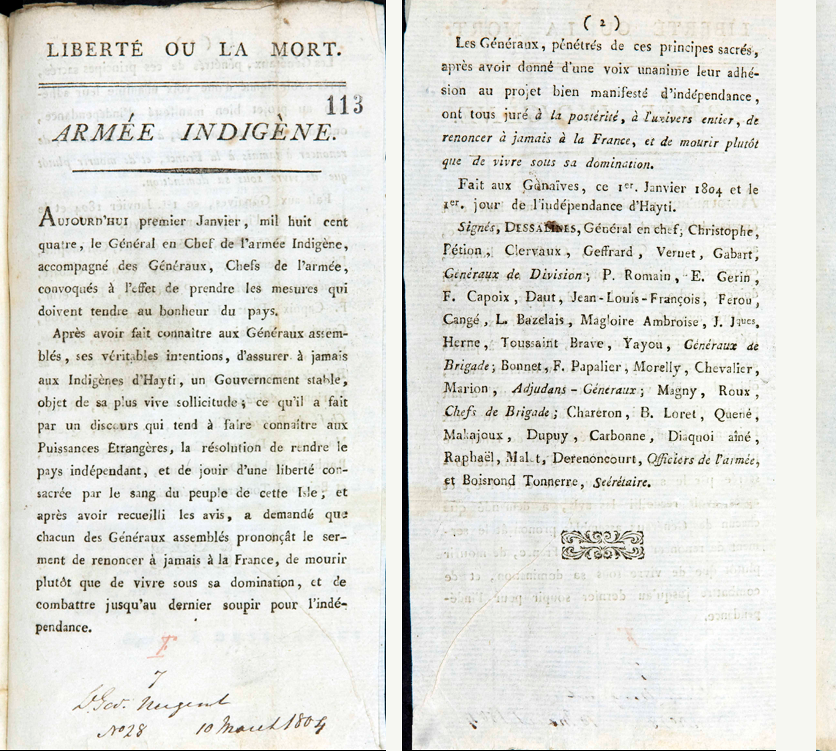 LIBERTÉ OU LA MORT.
113
ARMÉE INDIGÈNE.
AUJOURD'HUI premier Janvier, mil huit cent
quatre, le Général en Chef de l'armée Indigène,
accompagné des Généraux, Chefs de l'armée,
convoqués à l'effet de prendre les mesures qui
doivent tendre au bonheur du pays.
Après avoir fait connaître aux Généraux assem-
blés, ses véritables intentions, d'assurer à jamais
aux Indigènes d'Hayti, un Gouvernement stable,
objet de sa plus vive sollicitude; ce qu'il a fait
par un discours qui tend à faire connaître aux
Puissances Etrangères, la résolution de rendre le
pays indépendant, et de jouir d'une liberté con-
sacrée par le sang du peuple de cette Isle; et
après avoir recueilli les avis, a demandé que
chacun des Généraux assemblés prononçât le ser-
ment de renoncer à jamais à la France, de mourir
plutôt que de vivre sous sa domination, et de
combattre jusqu'au dernier soupir pour l'indé-
pendance.
F
7
Nugent
No 28 10 March 1804
( 2 )
Les Généraux, pénétrés de ces principes sacrés,
après avoir donné d'une voix unanime leur adhé-
sion au projet bien manifesté d'indépendance,
ont tous juré à la postérité, à l'univers entier, de
renoncer à jamais à la France, et de mourir plutôt
que de vivre sous sa domination.
Fait aux Gonaïves, ce 1er. Janvier 1804 et le
1er. jour de l'indépendance d'Hayti.
Signés, DESSALINES, Général en chef; Christophe,
Pétion, Clervaux, Geffrard, Vernet, Gabart,
Généraux de Division; P. Romain, E. Gerin,
F. Capoix, Daut, Jean-Louis-François, Férou,
Cangé, L. Bazelais, Magloire Ambroise, J. Jques,
Herne, Toussaint Brave, Yayou, Généraux de
Brigade; Bonnet, F. Papalier, Morelly, Chevalier,
Marion, Adjudans-Généraux; Magny, Roux,
Chefs de Brigade; Chareron, B. Loret, Quené,
Makajoux, Dupuy, Carbonne, Diaquoi aîné,
Raphaël, Malet, Derenoncourt, Officiers de l'armée,
et Boisrond Tonnerre, Secrétaire.